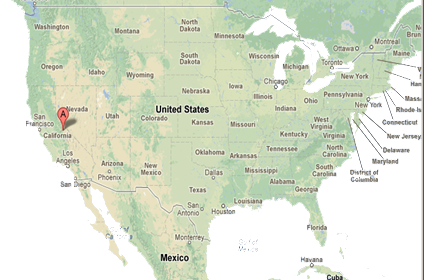 Washington
Montana
North
Dakota
Minnesota
Ottawa
Montreal
Maine
Oregon
Idaho
South
Dakota
Wisconsin
Michigan
Toronto
New York
Wyoming
Chicago
Nebraska
Iowa
Illinois
Indiana
Ohio
Pennsylvania
New York
Rhode-Is
Connecticut
New Jersey
Delaware
Maryland
District of
Columbia
A
Nevada
Utah
Colorado
United States
Kansas
Missouri
West
Virginia
Kentucky
Virginia
San
Francisco
California
Los
Angeles
San Diego
Arizona
Phoenix
New
Mexico
Oklahoma
Arkansas
Tennessee
North
Carolina
South
Carolina
Dallas
Mississippi
Alabama
Georgia
Texas
San
Antonio
Houston
Louisiana
Florida
Monterrey
Mexico
Havana
Cuba